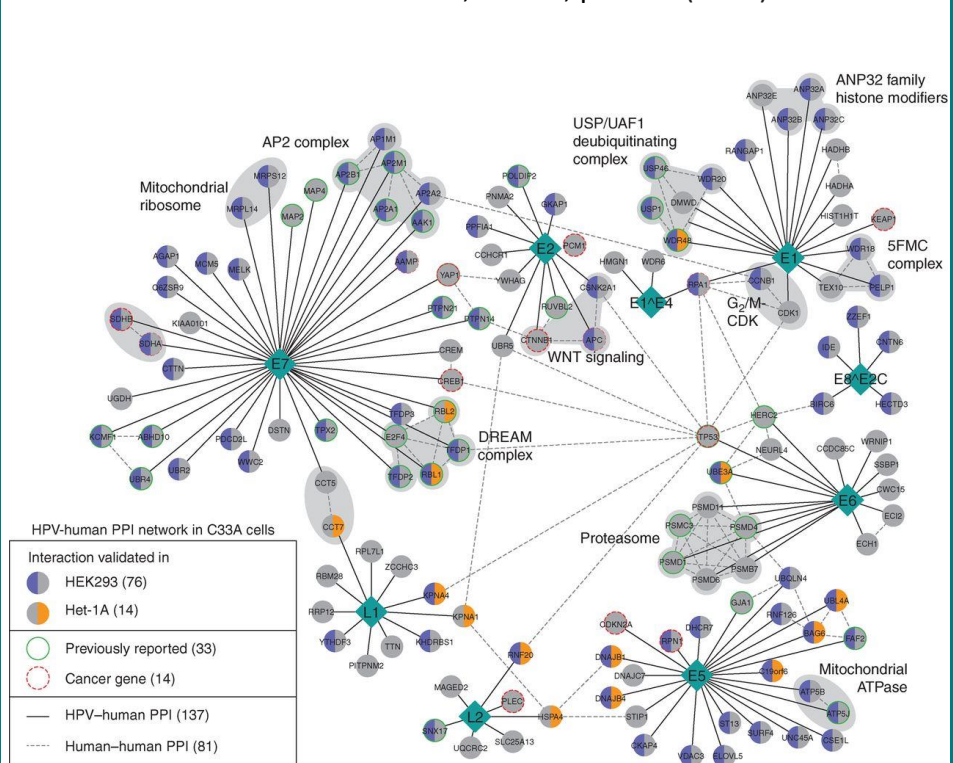 ANP32 family
histone modifiers
ANP32E
ANP32A
ANP32B
ANP32C
USP/UAF1
deubiquitinating
complex
RANGAP1
HADHB
HADHA
HIST1H1T
KEAP1
USP46
WDR20
USP1
DMWD
WDR48
E1
5FMC
complex
WDR18
TEX10
PELP1
AP2 complex
AP1M1
AP2M1
AP2B1
AP2A2
AP2A1
AAK1
Mitochondrial
ribosome
MRPS12
MRPL14
MAP4
MAP2
POLDIP2
PNMA2
GKAP1
PPFIA1
E2
PCM1
CCHCR1
YWHAG
CSNK2A1
RUVBL2
CTNNB1
APC
UBR5
WNT signaling
HMGN1
WDR6
E1^E4
RPA1
CCNB1
G2/M-
CDK
CDK1
ZZEF1
IDE
CNTN6
E8^E2C
BIRC6
HECTD3
AGAP1
MCM5
MELK
Q6ZSR9
AAMP
YAP1
PTPN21
PTPN14
SDHB
KIAA0101
SDHA
E7
CTTN
CREM
CREB1
UGDH
KCMF1
ABHD10
UBR4
UBR2
PDCD2L
WWC2
DSTN
TPX2
TFDP3
RBL2
E2F4
TFDP1
TFDP2
RBL1
DREAM
complex
TP53
HERC2
NEURL4
UBE3A
CCDC85C
WRNIP1
SSBP1
CWC15
E6
ECI2
ECH1
CCT5
CCT7
Proteasome
PSMD11
PSMC3
PSMD4
PSMD1
PSMD6
PSMB7
RPL7L1
RBM28
ZCCHC3
RRP12
L1
KPNA4
KPNA1
YTHDF3
TTN
KHDRBS1
PITPNM2
RNF20
MAGED2
PLEC
L2
HSPA4
SNX17
UQCRC2
SLC25A13
UBQLN4
GJA1
UBL4A
RNF126
BAG6
FAF2
CDKN2A
RPN1
DHCR7
DNAJB1
DNAJC7
E5
C19orf6
DNAJB4
STIP1
Mitochondrial
ATPase
ATP5B
ATP5J
CKAP4
ST13
SURF4
UNC45A
CSE1L
VDAC3
ELOVL5
HPV-human PPI network in C33A cells
Interaction validated in
HEK293 (76)
Het-1A (14)
Previously reported (33)
Cancer gene (14)
HPV–human PPI (137)
Human–human PPI (81)